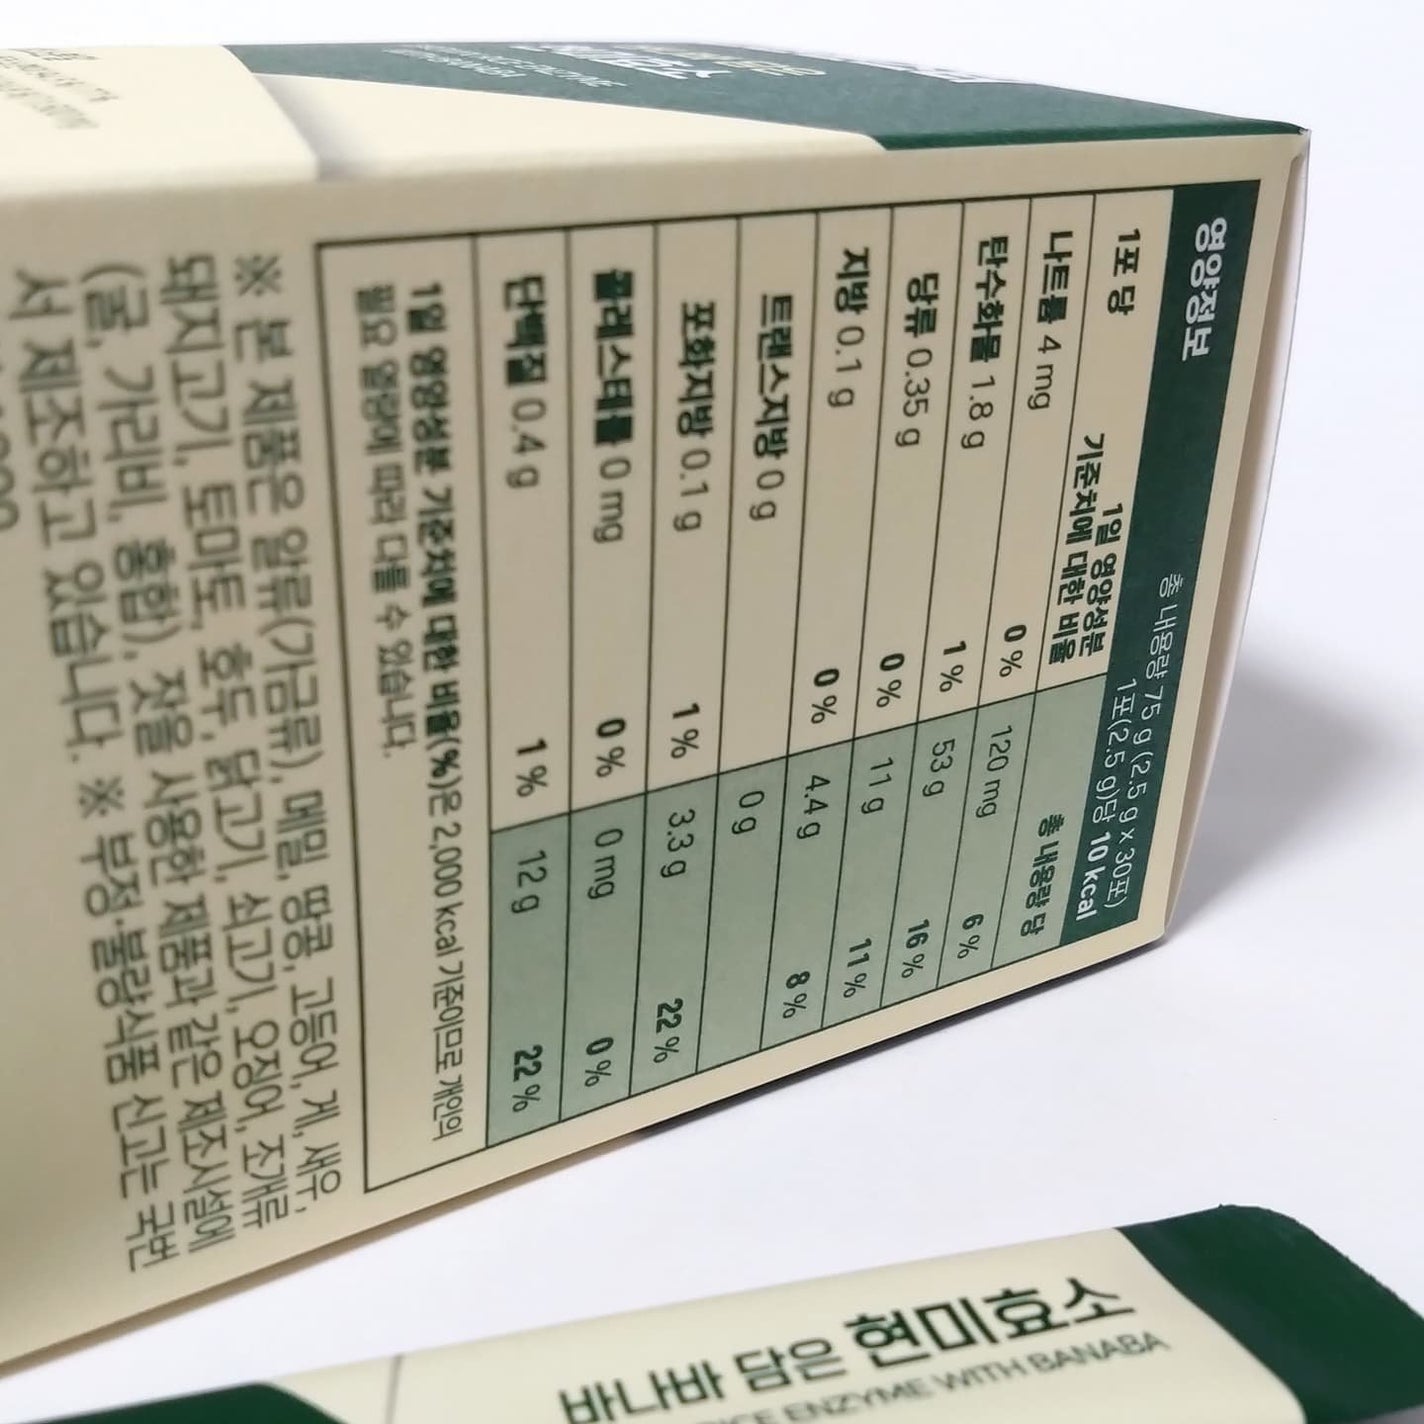 영양정보
총 내용량 75 g (2.5 g x 30포)
1포(2.5 g)당 10 kcal
1포 당
1일 영양성분
기준치에 대한 비율
총 내용량 당
나트륨 4 mg 0 % 120 mg 6 %
탄수화물 1.8 g 1 % 53 g 16 %
당류 0.35 g 0 % 11 g 11 %
지방 0.1 g 0 % 4.4 g 8 %
트랜스지방 0 g 0 g
포화지방 0.1 g 1 % 3.3 g 22 %
콜레스테롤 0 mg 0 % 0 mg 0 %
단백질 0.4 g 1 % 12 g 22 %
1일 영양성분 기준치에 대한 비율(%)은 2,000 kcal 기준이므로 개인의
필요 열량에 따라 다를 수 있습니다.
※ 본 제품은 알류(가금류), 메밀, 땅콩, 고등어, 게, 새우,
돼지고기, 토마토, 호두, 닭고기, 쇠고기, 오징어, 조개류
(굴, 가리비, 홍합), 잣을 사용한 제품과 같은 제조시설에
서 제조하고 있습니다. ※ 부정·불량식품 신고는 국번
바나바 담은 현미효소
RICE ENZYME WITH BANABA